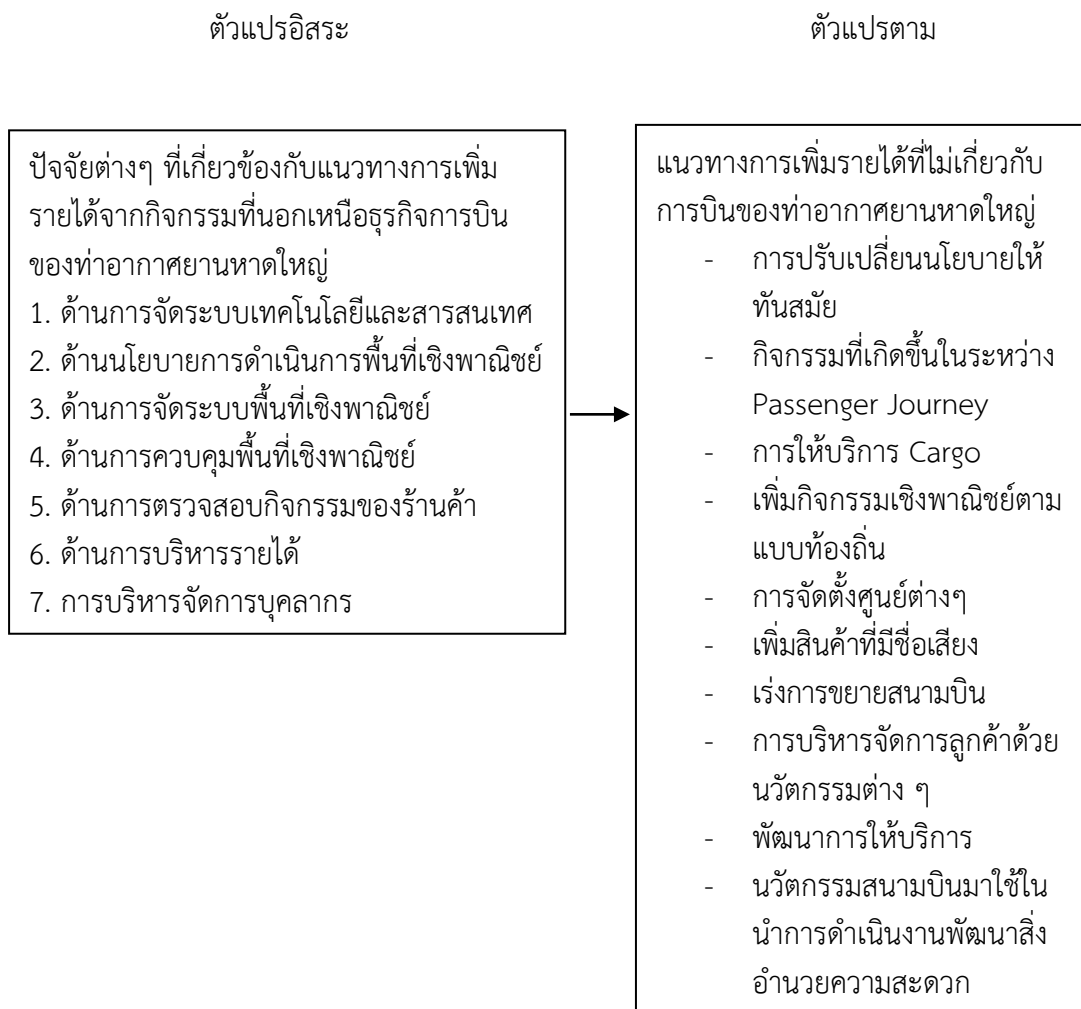 ตัวแปรอิสระ
ตัวแปรตาม
ปัจจัยต่างๆ ที่เกี่ยวข้องกับแนวทางการเพิ่ม
รายได้จากกิจกรรมที่นอกเหนือธุรกิจการบิน
ของท่าอากาศยานหาดใหญ่
1. ด้านการจัดระบบเทคโนโลยีและสารสนเทศ
2. ด้านนโยบายการดำเนินการพื้นที่เชิงพาณิชย์
3. ด้านการจัดระบบพื้นที่เชิงพาณิชย์
4. ด้านการควบคุมพื้นที่เชิงพาณิชย์
5. ด้านการตรวจสอบกิจกรรมของร้านค้า
6. ด้านการบริหารรายได้
7. การบริหารจัดการบุคลากร
แนวทางการเพิ่มรายได้ที่ไม่เกี่ยวกับ
การบินของท่าอากาศยานหาดใหญ่
- การปรับเปลี่ยนนโยบายให้
ทันสมัย
- กิจกรรมที่เกิดขึ้นในระหว่าง
Passenger Journey
- การให้บริการ Cargo
- เพิ่มกิจกรรมเชิงพาณิชย์ตาม
แบบท้องถิ่น
- การจัดตั้งศูนย์ต่างๆ
- เพิ่มสินค้าที่มีชื่อเสียง
- เร่งการขยายสนามบิน
- การบริหารจัดการลูกค้าด้วย
นวัตกรรมต่าง ๆ
- พัฒนาการให้บริการ
- นวัตกรรมสนามบินมาใช้ใน
นำการดำเนินงานพัฒนาสิ่ง
อำนวยความสะดวก